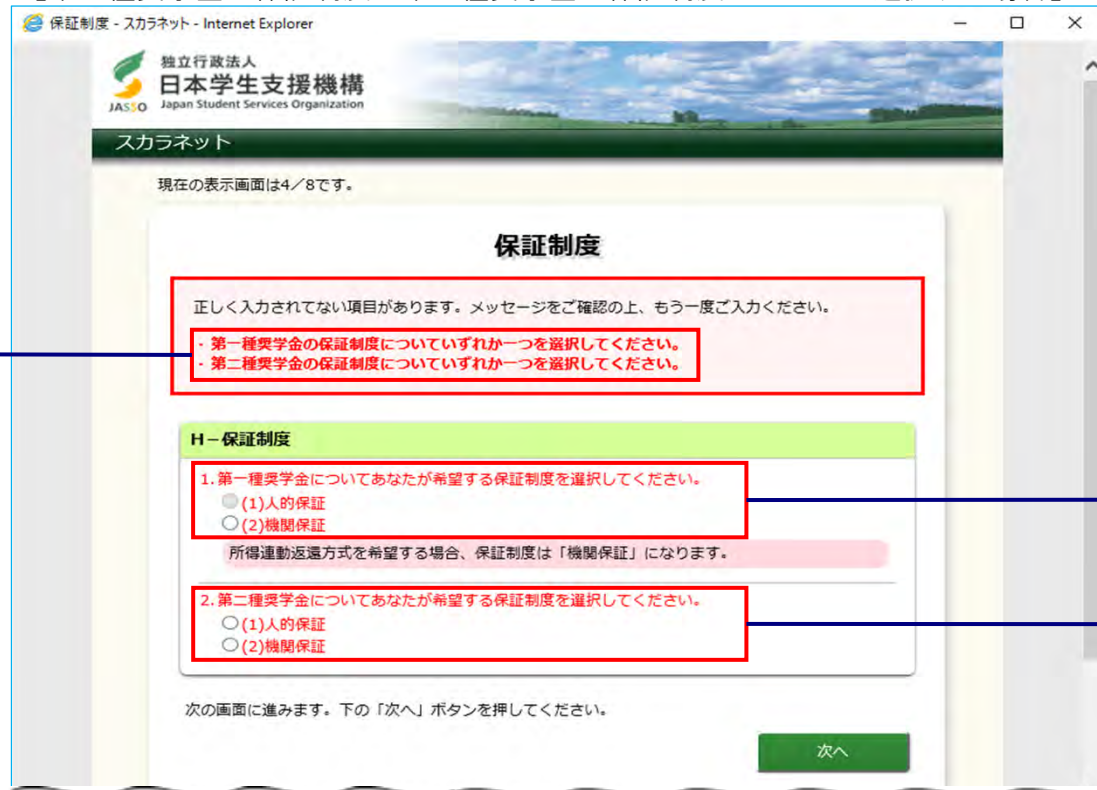 保証制度 - スカラネット - Internet Explorer
独立行政法人
日本学生支援機構
JASSO Japan Student Services Organization
スカラネット
現在の表示画面は4／8です。
保証制度
正しく入力されてない項目があります。メッセージをご確認の上、もう一度ご入力ください。
・第一種奨学金の保証制度についていずれか一つを選択してください。
・第二種奨学金の保証制度についていずれか一つを選択してください。
H－保証制度
1.第一種奨学金についてあなたが希望する保証制度を選択してください。
(1)人的保証
(2)機関保証
所得連動返還方式を希望する場合、保証制度は「機関保証」になります。
2.第二種奨学金についてあなたが希望する保証制度を選択してください。
(1)人的保証
(2)機関保証
次の画面に進みます。下の「次へ」ボタンを押してください。
次へ